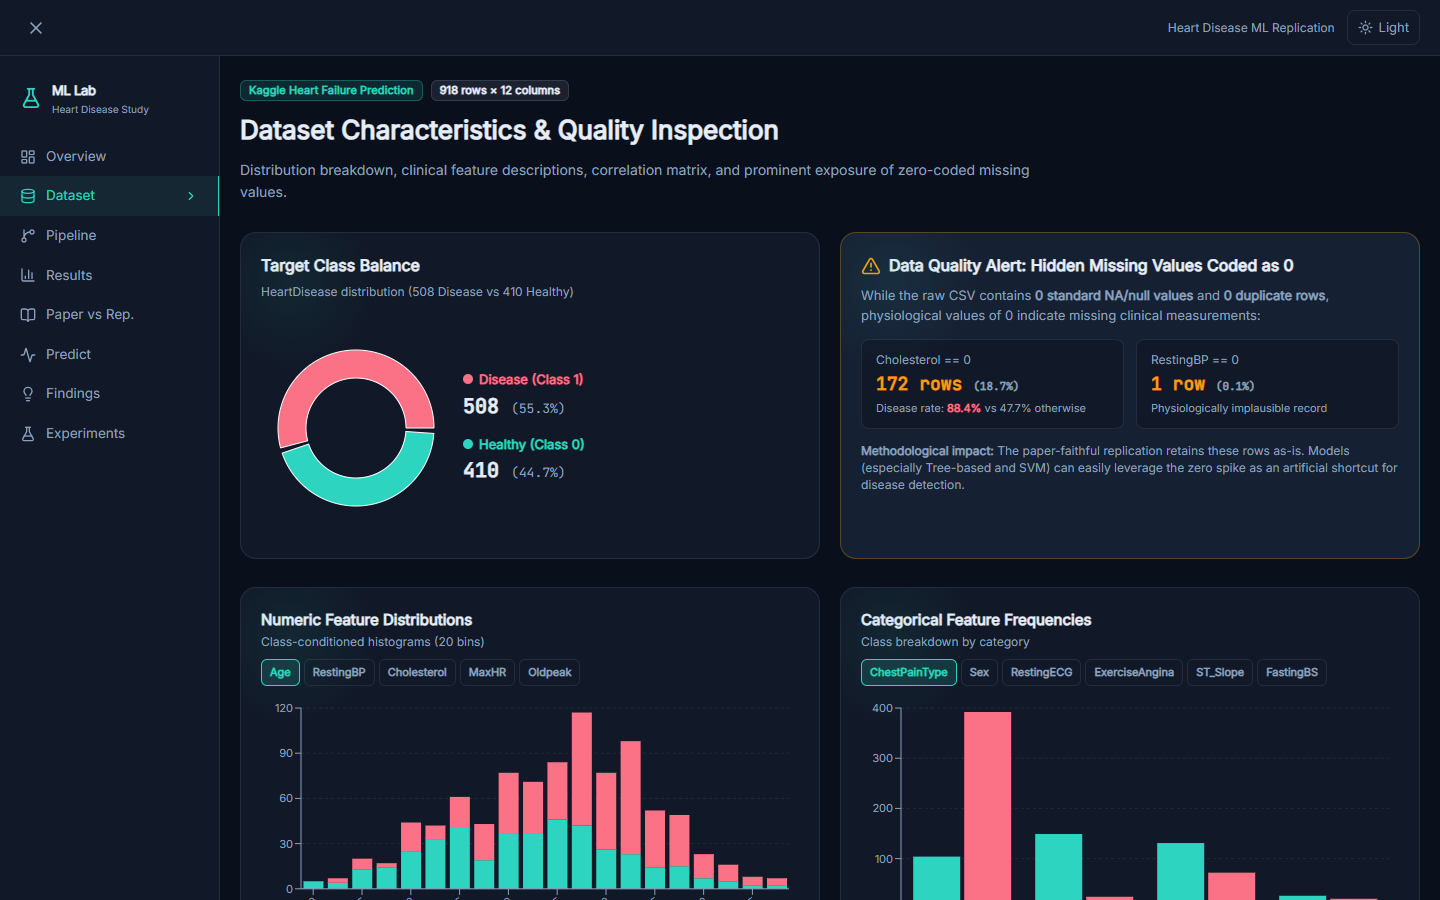 Heart Disease ML Replication
Light
ML Lab
Heart Disease Study
Overview
Dataset
Pipeline
Results
Paper vs Rep.
Predict
Findings
Experiments
Kaggle Heart Failure Prediction
918 rows × 12 columns
Dataset Characteristics & Quality Inspection
Distribution breakdown, clinical feature descriptions, correlation matrix, and prominent exposure of zero-coded missing
values.
Target Class Balance
HeartDisease distribution (508 Disease vs 410 Healthy)
Disease (Class 1)
508 (55.3%)
Healthy (Class 0)
410 (44.7%)
Data Quality Alert: Hidden Missing Values Coded as 0
While the raw CSV contains 0 standard NA/null values and 0 duplicate rows,
physiological values of 0 indicate missing clinical measurements:
Cholesterol == 0
172 rows (18.7%)
Disease rate: 88.4% vs 47.7% otherwise
RestingBP == 0
1 row (0.1%)
Physiologically implausible record
Methodological impact: The paper-faithful replication retains these rows as-is. Models
(especially Tree-based and SVM) can easily leverage the zero spike as an artificial shortcut for
disease detection.
Numeric Feature Distributions
Class-conditioned histograms (20 bins)
Age RestingBP Cholesterol MaxHR Oldpeak
120
90
60
30
0
Categorical Feature Frequencies
Class breakdown by category
ChestPainType Sex RestingECG ExerciseAngina ST_Slope FastingBS
400
300
200
100